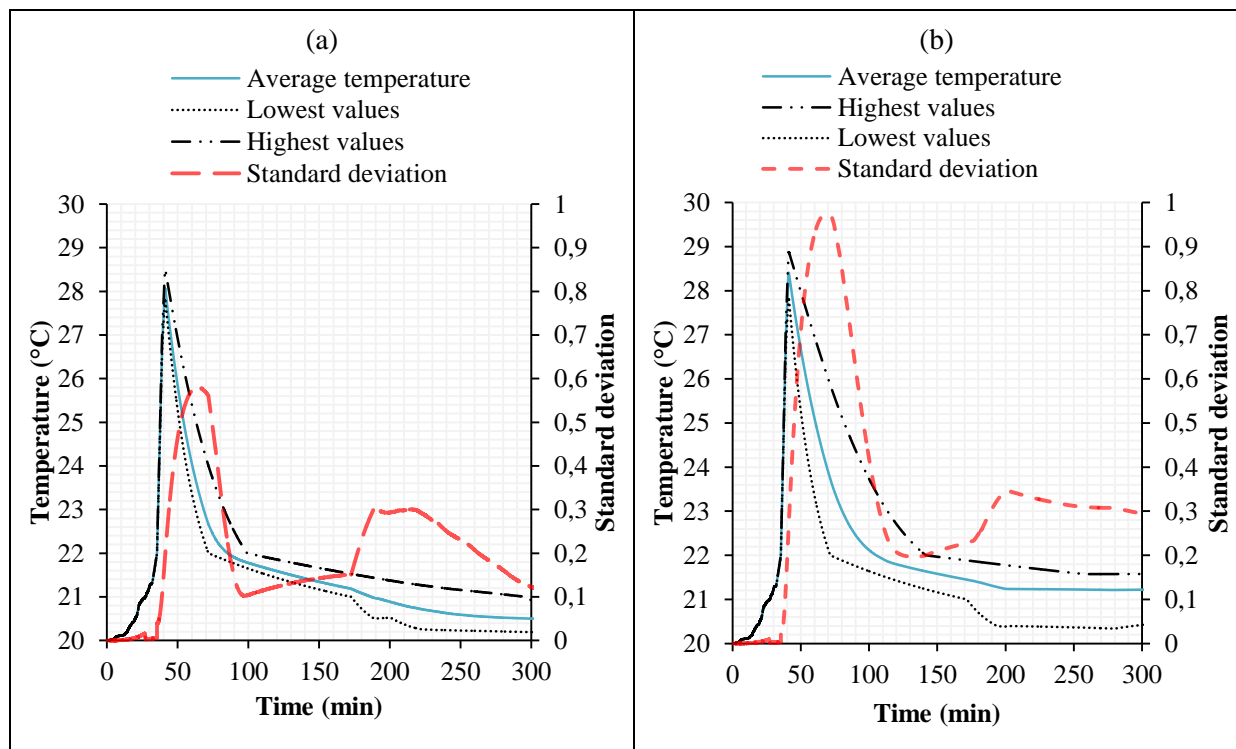 (a)
Average temperature
Lowest values
Highest values
Standard deviation
30
29
28
27
26
25
24
23
22
21
20
1
0,9
0,8
0,7
0,6
0,5
0,4
0,3
0,2
0,1
0
Temperature (°C)
Standard deviation
0 50 100 150 200 250 300
Time (min)
(b)
Average temperature
Highest values
Lowest values
Standard deviation
30
29
28
27
26
25
24
23
22
21
20
1
0,9
0,8
0,7
0,6
0,5
0,4
0,3
0,2
0,1
0
Temperature (°C)
Standard deviation
0 50 100 150 200 250 300
Time (min)